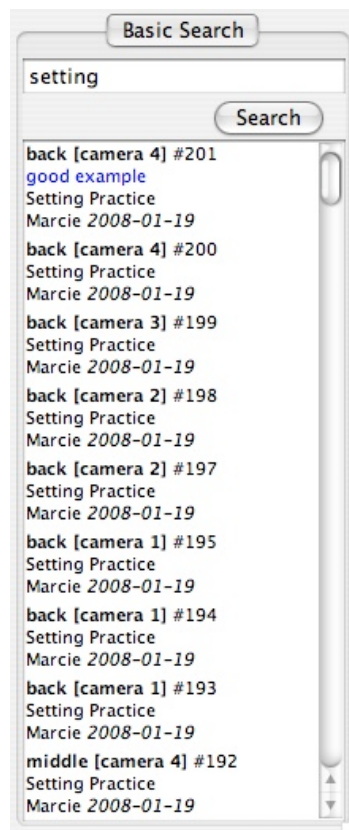 Basic Search
setting
Search
back [camera 4] #201
good example
Setting Practice
Marcie 2008-01-19
back [camera 4] #200
Setting Practice
Marcie 2008-01-19
back [camera 3] #199
Setting Practice
Marcie 2008-01-19
back [camera 2] #198
Setting Practice
Marcie 2008-01-19
back [camera 2] #197
Setting Practice
Marcie 2008-01-19
back [camera 1] #195
Setting Practice
Marcie 2008-01-19
back [camera 1] #194
Setting Practice
Marcie 2008-01-19
back [camera 1] #193
Setting Practice
Marcie 2008-01-19
middle [camera 4] #192
Setting Practice
Marcie 2008-01-19